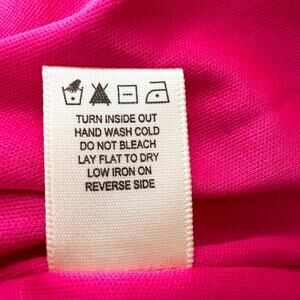 TURN INSIDE OUT
HAND WASH COLD
DO NOT BLEACH
LAY FLAT TO DRY
LOW IRON ON
REVERSE SIDE